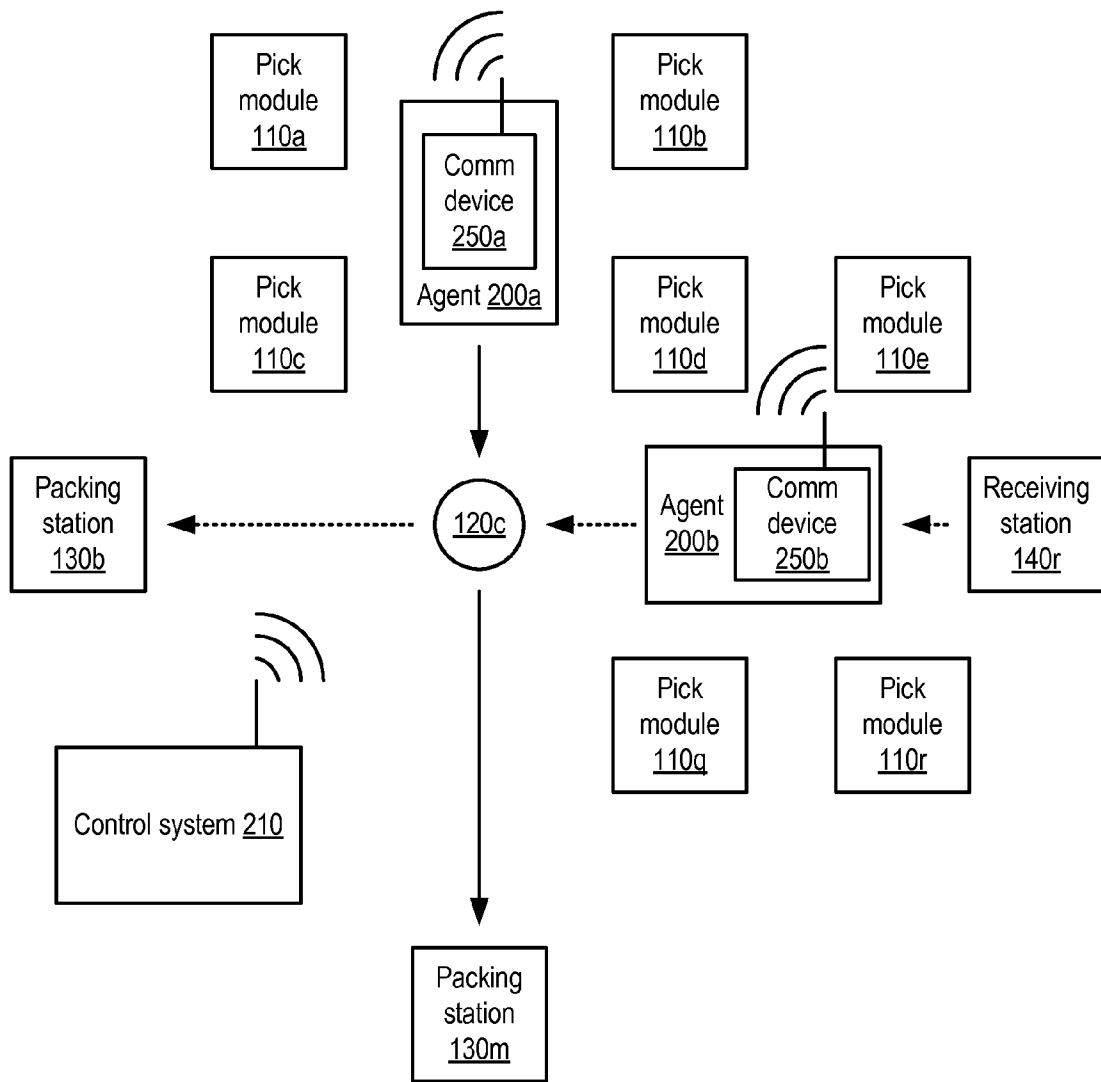 Pick
module
110a
Comm
device
250a
Agent 200a
Pick
module
110b
Pick
module
110c
Pick
module
110d
Pick
module
110e
Packing
station
130b
120c
Agent
200b
Comm
device
250b
Receiving
station
140r
Control system 210
Pick
module
110q
Pick
module
110r
Packing
station
130m